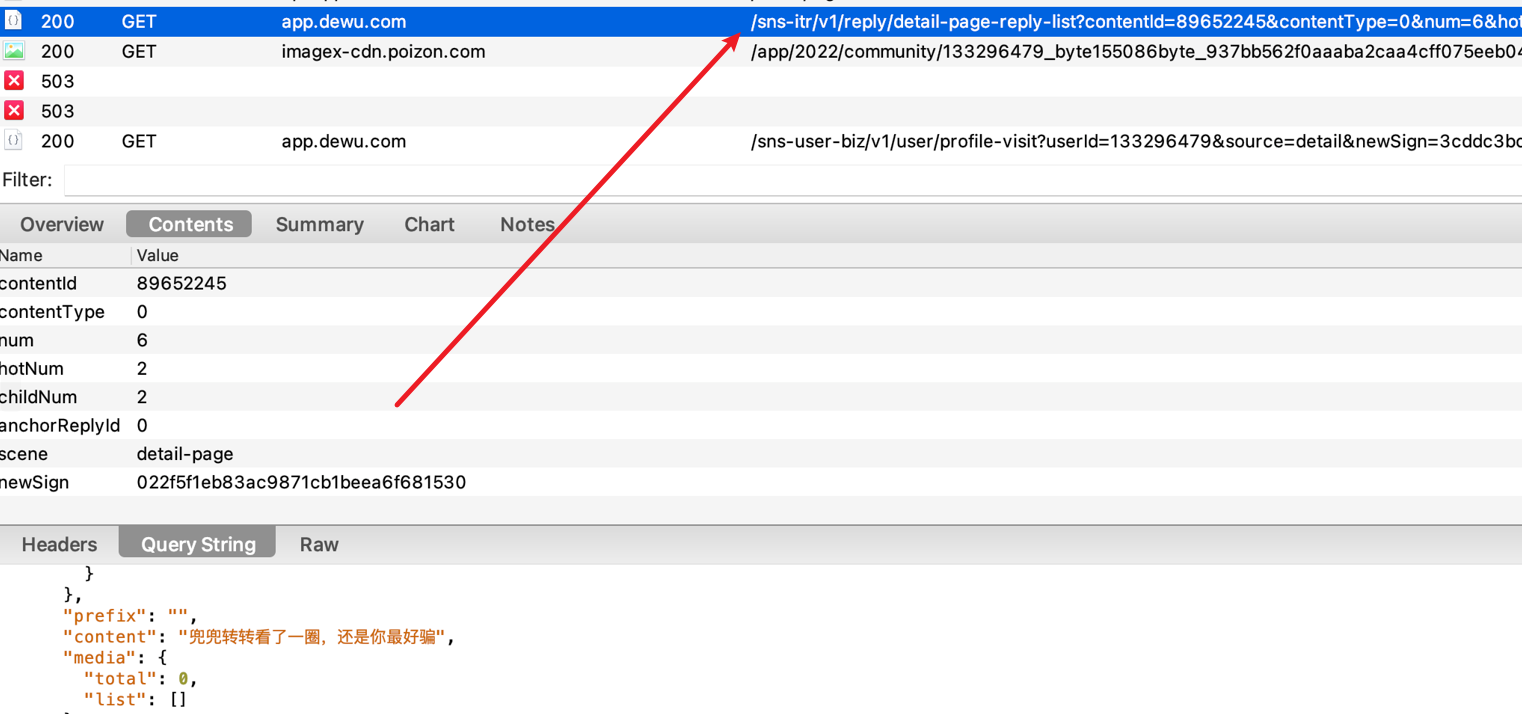 200 GET app.dewu.com /sns-itr/v1/reply/detail-page-reply-list?contentId=89652245&contentType=0&num=6&hot
200 GET imagex-cdn.poizon.com /app/2022/community/133296479_byte155086byte_937bb562f0aaaba2caa4cff075eeb04
503
503
200 GET app.dewu.com /sns-user-biz/v1/user/profile-visit?userId=133296479&source=detail&newSign=3cddc3bc
Filter:
Overview Contents Summary Chart Notes
Name Value
contentId 89652245
contentType 0
num 6
hotNum 2
childNum 2
anchorReplyId 0
scene detail-page
newSign 022f5f1eb83ac9871cb1beea6f681530
Headers Query String Raw
}
},
"prefix": "",
"content": "兜兜转转看了一圈，还是你最好骗",
"media": {
"total": 0,
"list": []